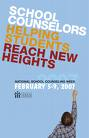 SCHOOL
COUNSELORS
HELPING
STUDENTS
REACH NEW
HEIGHTS
NATIONAL SCHOOL COUNSELING WEEK
FEBRUARY 5-9, 2007